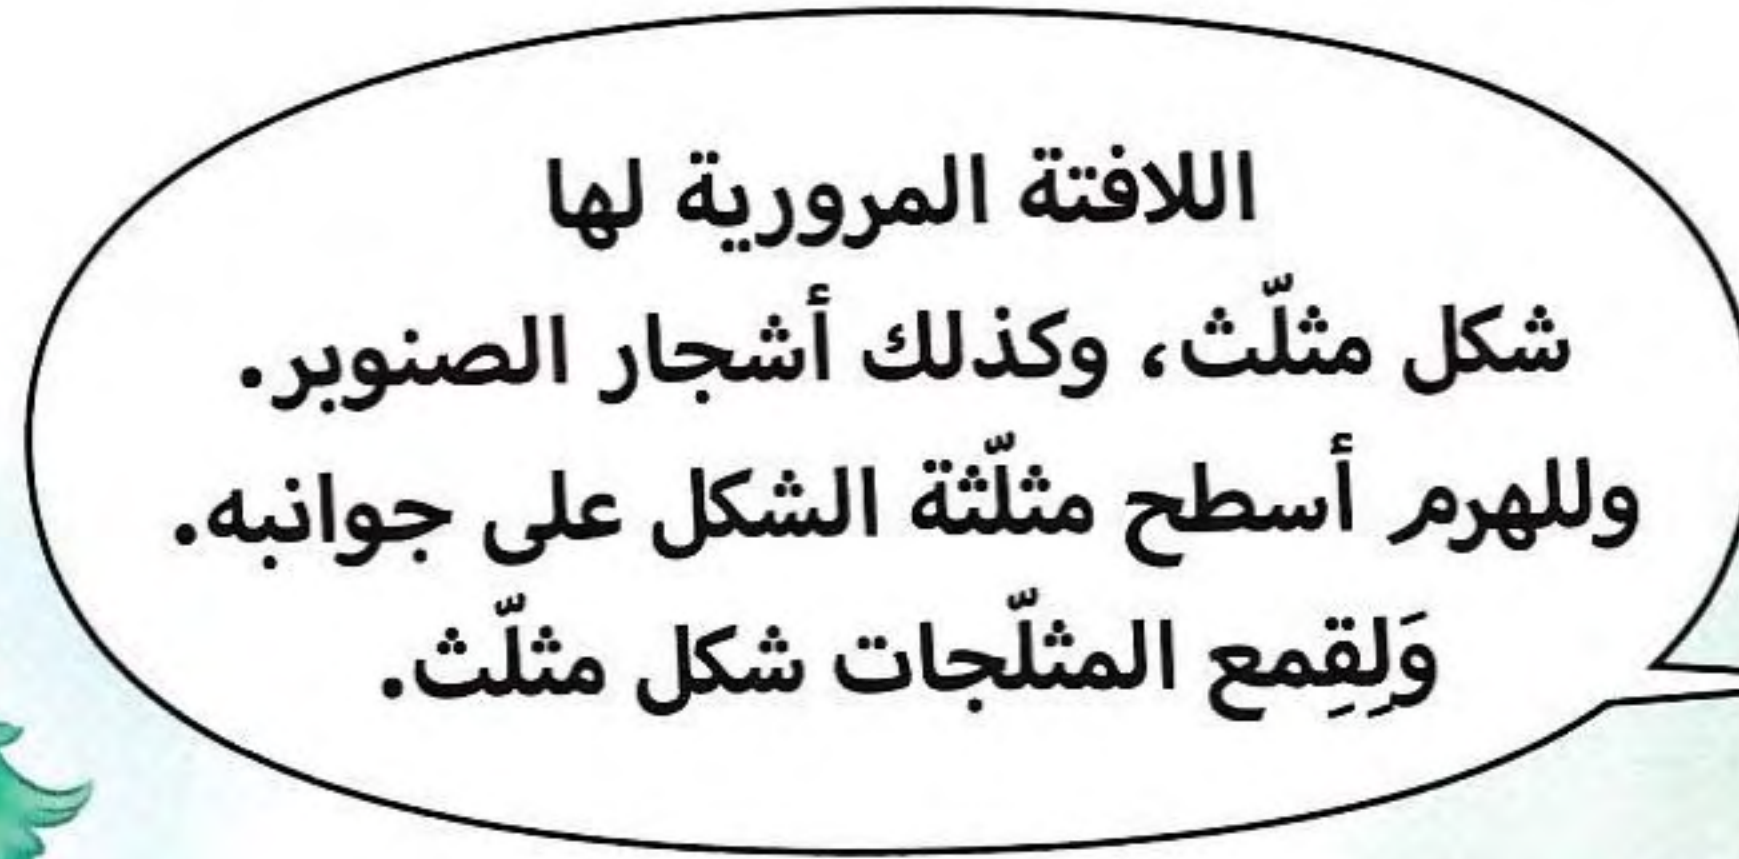 اللافتة المرورية لها
شكل مثلّث، وكذلك أشجار الصنوبر.
وللهرم أسطح مثلّثة الشكل على جوانبه.
وَلِقِمع المثلّجات شكل مثلّث.